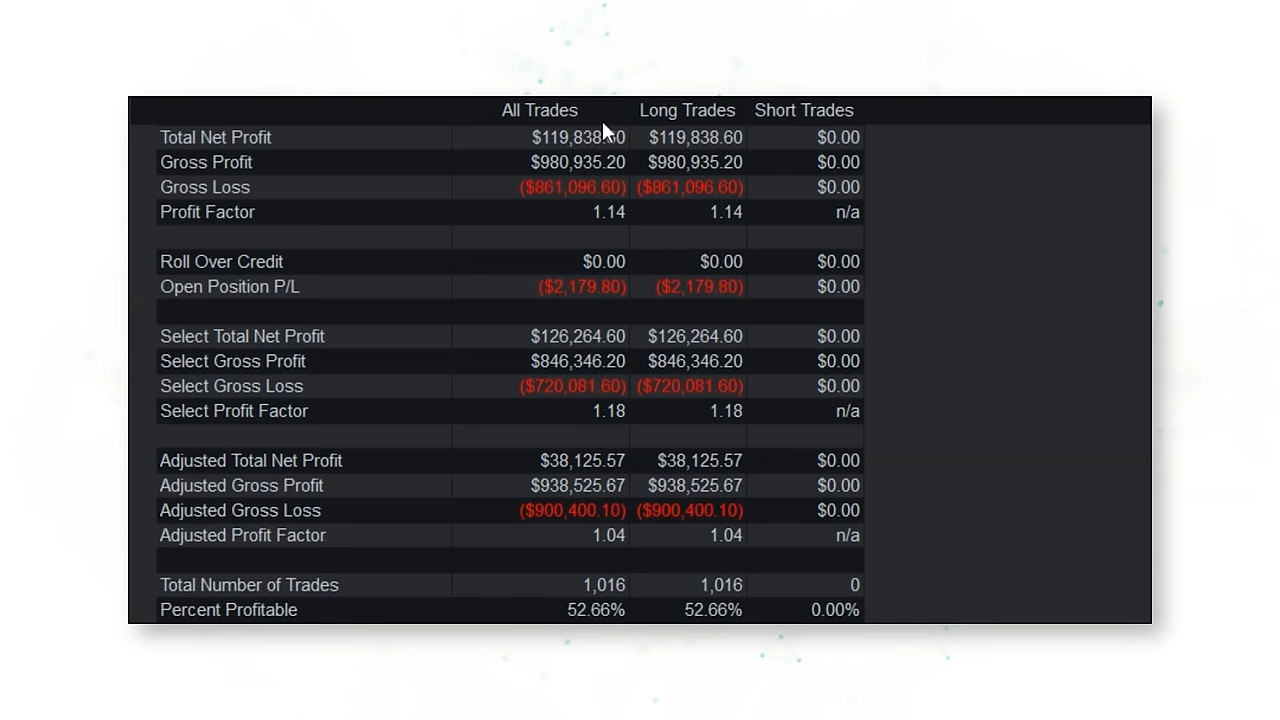 All Trades Long Trades Short Trades
Total Net Profit $119,838.60 $119,838.60 $0.00
Gross Profit $980,935.20 $980,935.20 $0.00
Gross Loss ($861,096.60) ($861,096.60) $0.00
Profit Factor 1.14 1.14 n/a
Roll Over Credit $0.00 $0.00 $0.00
Open Position P/L ($2,179.80) ($2,179.80) $0.00
Select Total Net Profit $126,264.60 $126,264.60 $0.00
Select Gross Profit $846,346.20 $846,346.20 $0.00
Select Gross Loss ($720,081.60) ($720,081.60) $0.00
Select Profit Factor 1.18 1.18 n/a
Adjusted Total Net Profit $38,125.57 $38,125.57 $0.00
Adjusted Gross Profit $938,525.67 $938,525.67 $0.00
Adjusted Gross Loss ($900,400.10) ($900,400.10) $0.00
Adjusted Profit Factor 1.04 1.04 n/a
Total Number of Trades 1,016 1,016 0
Percent Profitable 52.66% 52.66% 0.00%